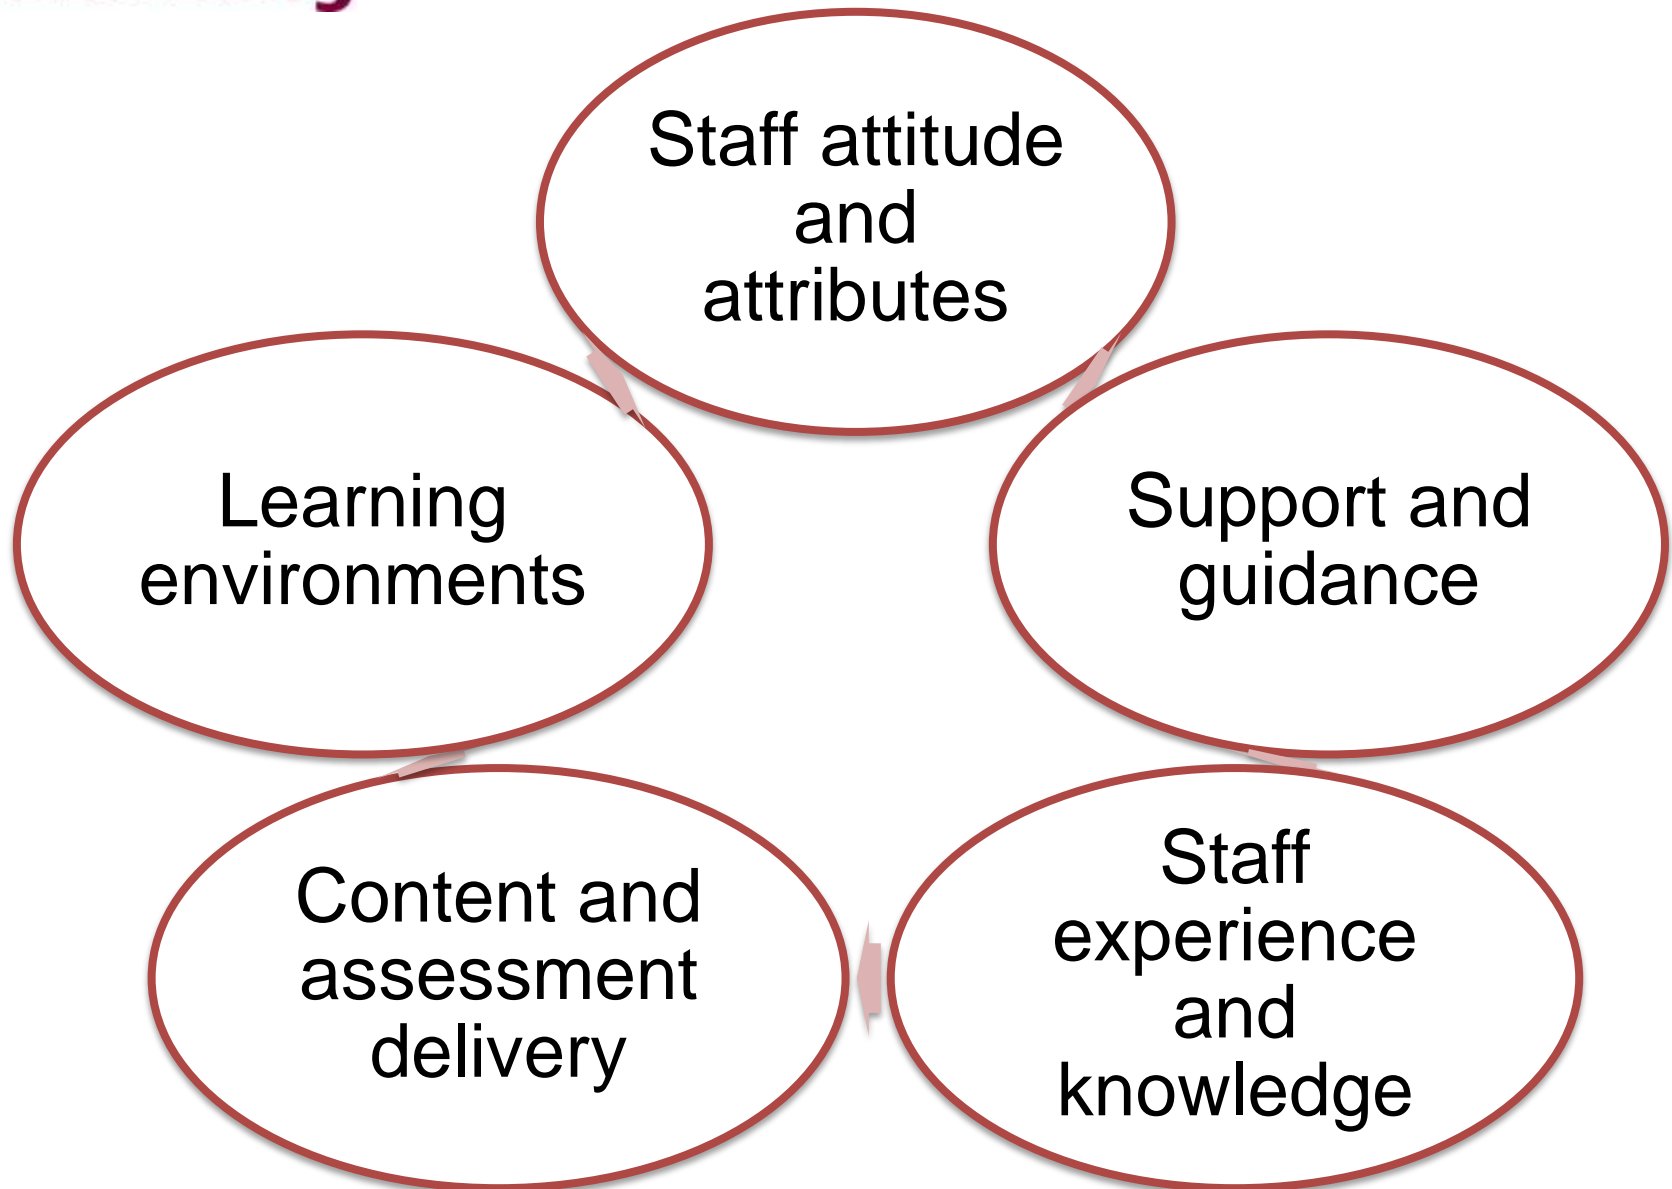 Staff attitude
and
attributes
Support and
guidance
Staff
experience
and
knowledge
Content and
assessment
delivery
Learning
environments